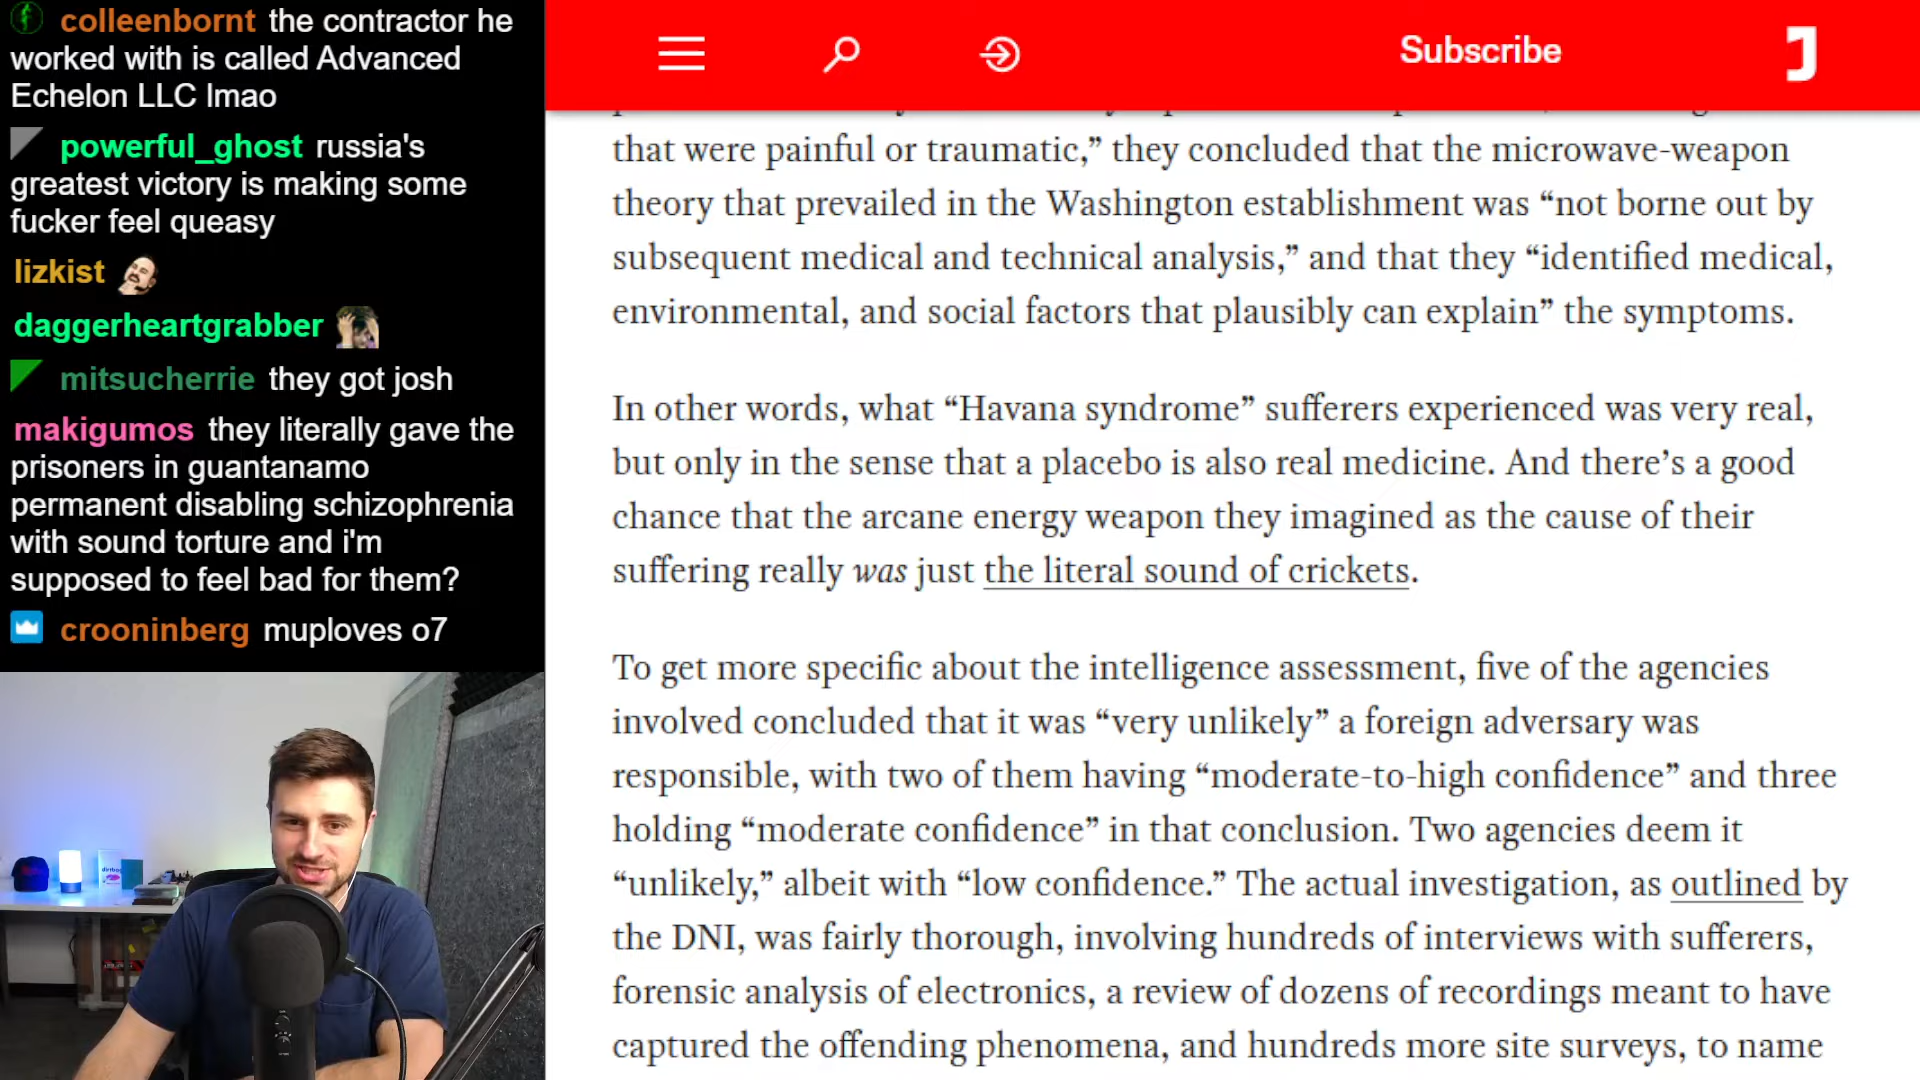 colleenbornt the contractor he
worked with is called Advanced
Echelon LLC lmao
powerful_ghost russia's
greatest victory is making some
fucker feel queasy
lizkist
daggerheartgrabber
mitsucherrie they got josh
makigumos they literally gave the
prisoners in guantanamo
permanent disabling schizophrenia
with sound torture and i'm
supposed to feel bad for them?
crooninberg muploves o7
Subscribe
J
that were painful or traumatic,” they concluded that the microwave-weapon
theory that prevailed in the Washington establishment was “not borne out by
subsequent medical and technical analysis,” and that they “identified medical,
environmental, and social factors that plausibly can explain” the symptoms.
In other words, what “Havana syndrome” sufferers experienced was very real,
but only in the sense that a placebo is also real medicine. And there’s a good
chance that the arcane energy weapon they imagined as the cause of their
suffering really was just the literal sound of crickets.
To get more specific about the intelligence assessment, five of the agencies
involved concluded that it was “very unlikely” a foreign adversary was
responsible, with two of them having “moderate-to-high confidence” and three
holding “moderate confidence” in that conclusion. Two agencies deem it
“unlikely,” albeit with “low confidence.” The actual investigation, as outlined by
the DNI, was fairly thorough, involving hundreds of interviews with sufferers,
forensic analysis of electronics, a review of dozens of recordings meant to have
captured the offending phenomena, and hundreds more site surveys, to name